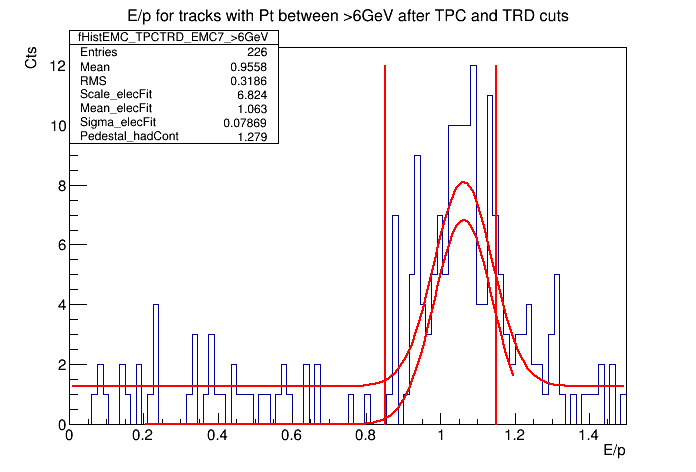 E/p for tracks with Pt between >6GeV after TPC and TRD cuts
fHistEMC_TPCTRD_EMC7_>6GeV
Entries 226
Mean 0.9558
RMS 0.3186
Scale_elecFit 6.824
Mean_elecFit 1.063
Sigma_elecFit 0.07869
Pedestal_hadCont 1.279
Cts
12
10
8
6
4
2
0
0 0.2 0.4 0.6 0.8 1 1.2 1.4
E/p